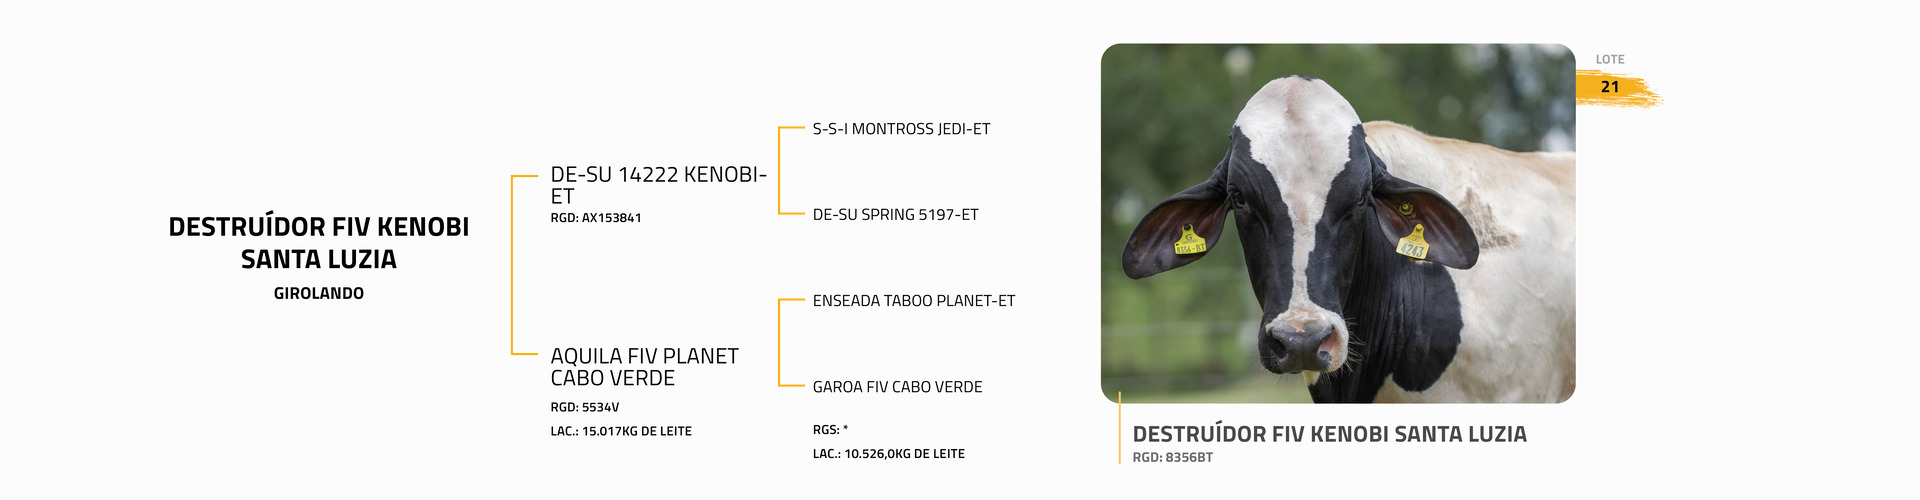 DESTRUÍDOR FIV KENOBI
SANTA LUZIA
GIROLANDO
DE-SU 14222 KENOBI-
ET
RGD: AX153841
AQUILA FIV PLANET
CABO VERDE
RGD: 5534V
LAC.: 15.017KG DE LEITE
S-S-I MONTROSS JEDI-ET
DE-SU SPRING 5197-ET
ENSEADA TABOO PLANET-ET
GAROA FIV CABO VERDE
RGS: *
LAC.: 10.526,0KG DE LEITE
LOTE
21
8356-BT
4243
DESTRUÍDOR FIV KENOBI SANTA LUZIA
RGD: 8356BT